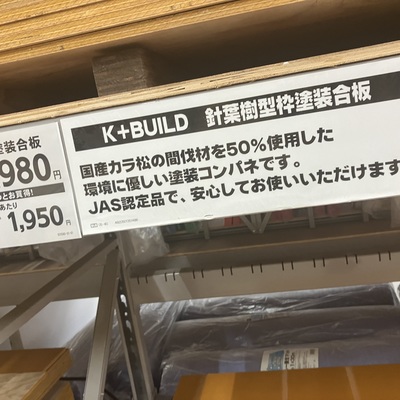 塗装合板
980円
お買得!
あたり
1,950円
K+BUILD 針葉樹型枠塗装合板
国産カラ松の間伐材を50%使用した
環境に優しい塗装コンパネです。
JAS認定品で、安心してお使いいただけます